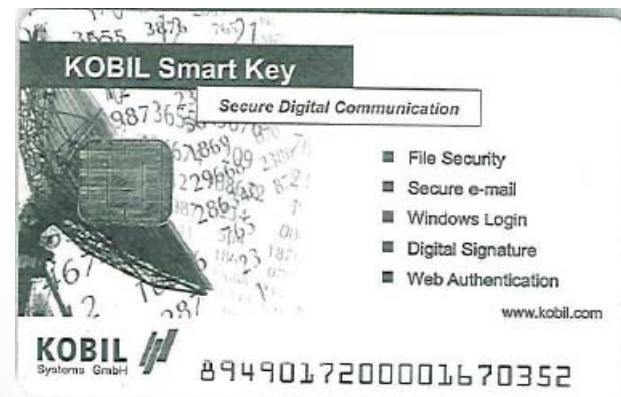 KOBIL Smart Key
Secure Digital Communication
File Security
Secure e-mail
Windows Login
Digital Signature
Web Authentication
www.kobil.com
KOBIL
Systems GmbH
89490172000001670352